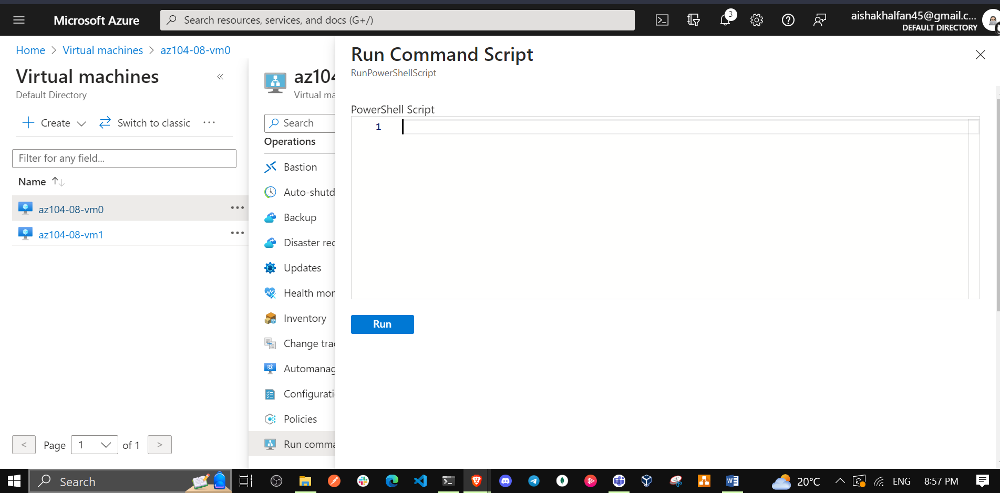 Microsoft Azure
Search resources, services, and docs (G+/)
3
aishakhalfan45@gmail.c...
DEFAULT DIRECTORY
Home > Virtual machines > az104-08-vm0
Virtual machines
«
Default Directory
Create
Switch to classic
...
Filter for any field...
Name ↑↓
az104-08-vm0
...
az104-08-vm1
...
<
Page
1
of 1
>
az104
Virtual ma
Search
Operations
Bastion
Auto-shutd
Backup
Disaster rec
Updates
Health mon
Inventory
Change trac
Automanag
Configuratio
Policies
Run comma
Run Command Script
RunPowerShellScript
PowerShell Script
1
Run
Search
20°C
ENG
8:57 PM